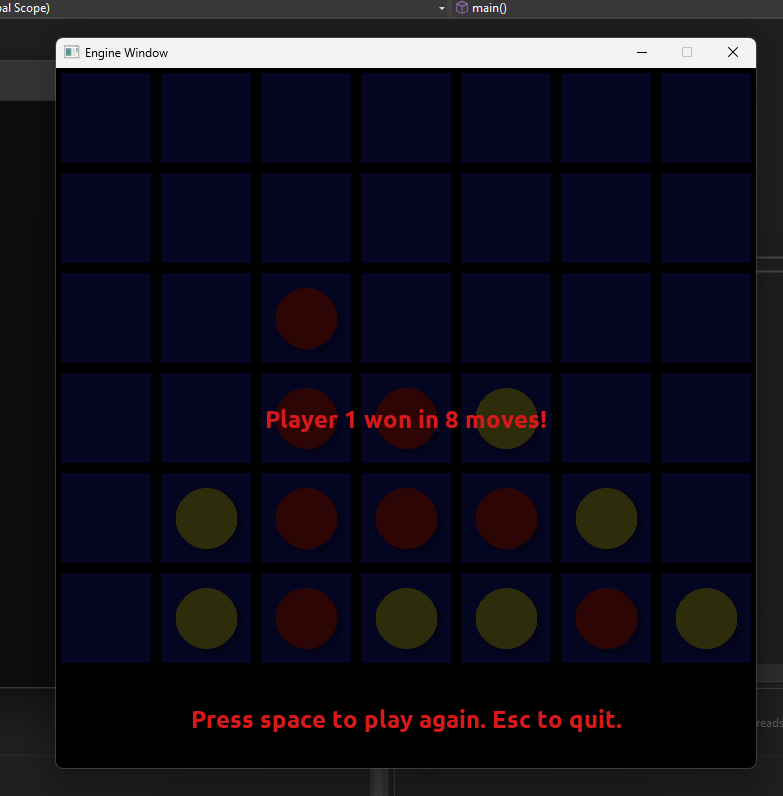 bal Scope)
main()
Engine Window
Player 1 won in 8 moves!
Press space to play again. Esc to quit.
reads